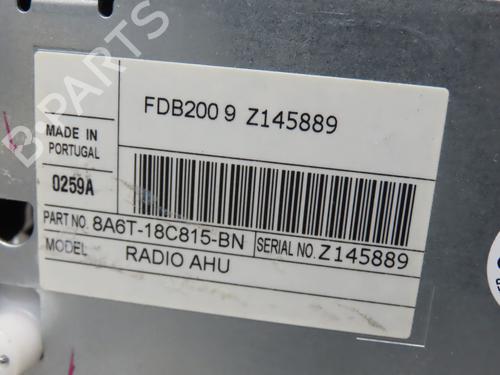 FDB200 9 Z145889
MADE IN
PORTUGAL
0259A
PART NO. 8A6T-18C815-BN
SERIAL NO. Z145889
MODEL RADIO AHU
B-PARTS